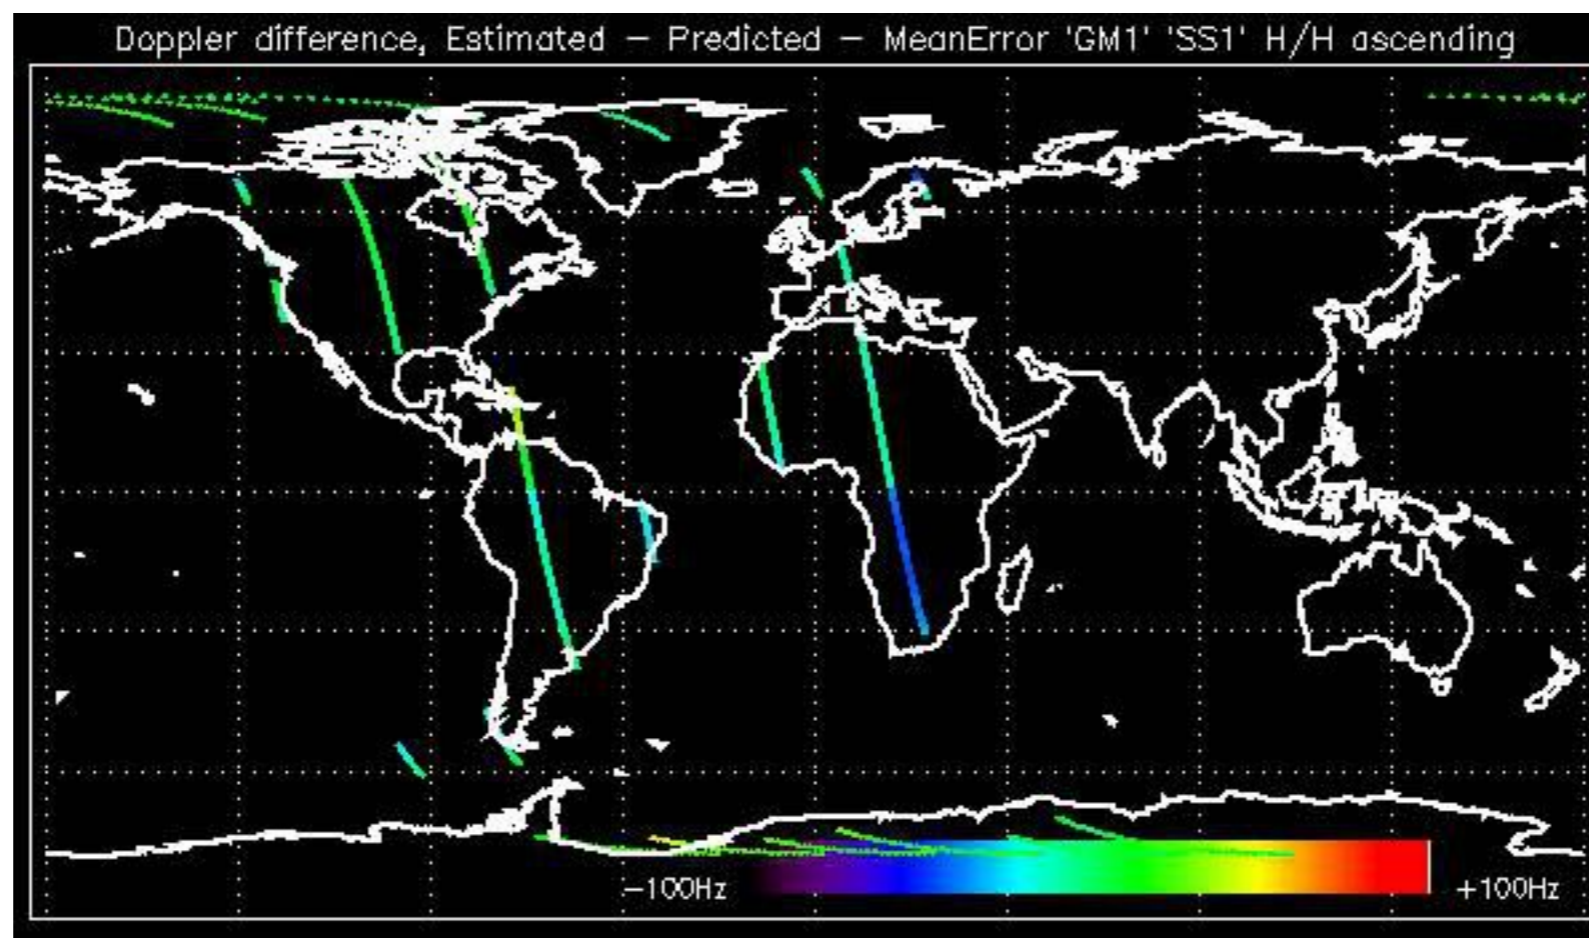 Doppler difference, Estimated – Predicted – MeanError 'GM1' 'SS1' H/H ascending
−100Hz +100Hz